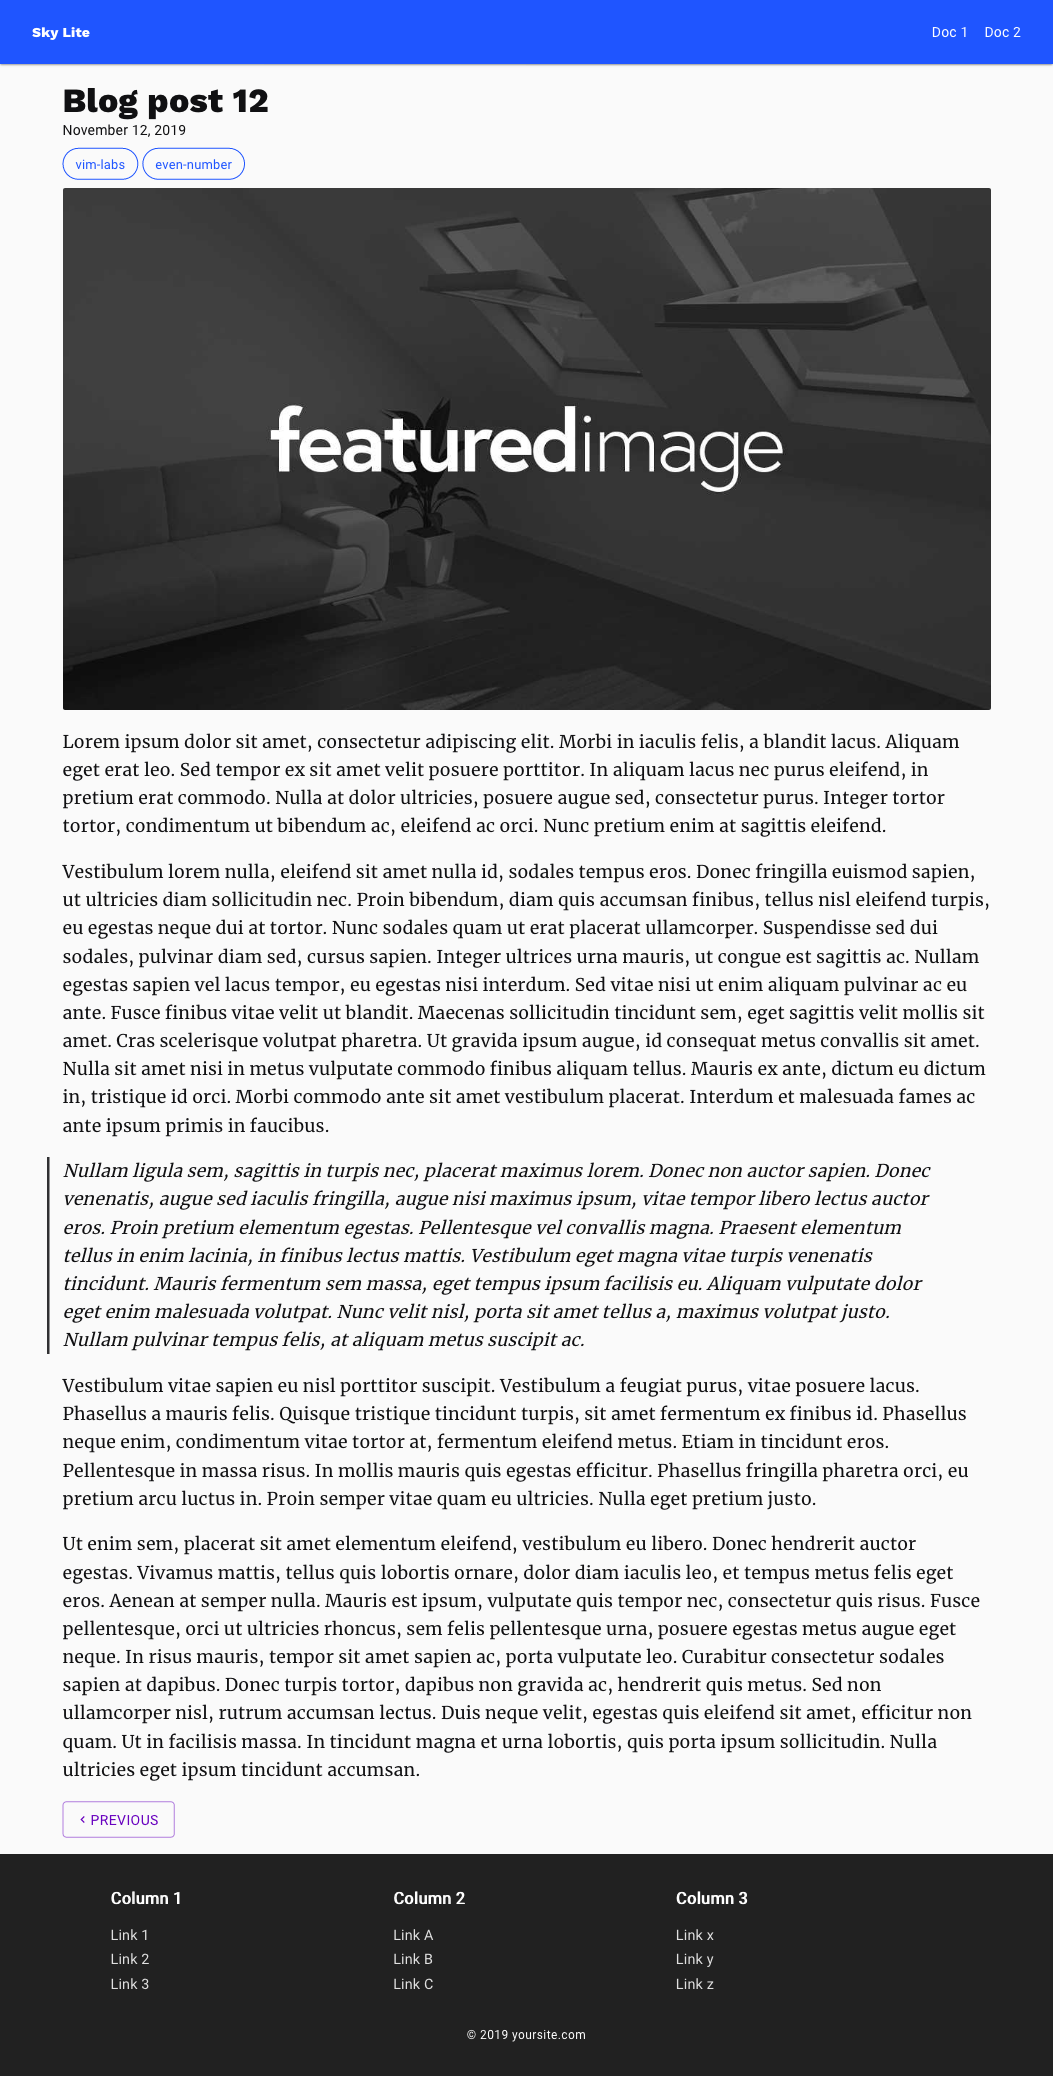 Sky Lite
Doc 1 Doc 2
Blog post 12
November 12, 2019
vim-labs even-number
featuredimage
Lorem ipsum dolor sit amet, consectetur adipiscing elit. Morbi in iaculis felis, a blandit lacus. Aliquam
eget erat leo. Sed tempor ex sit amet velit posuere porttitor. In aliquam lacus nec purus eleifend, in
pretium erat commodo. Nulla at dolor ultricies, posuere augue sed, consectetur purus. Integer tortor
tortor, condimentum ut bibendum ac, eleifend ac orci. Nunc pretium enim at sagittis eleifend.
Vestibulum lorem nulla, eleifend sit amet nulla id, sodales tempus eros. Donec fringilla euismod sapien,
ut ultricies diam sollicitudin nec. Proin bibendum, diam quis accumsan finibus, tellus nisl eleifend turpis,
eu egestas neque dui at tortor. Nunc sodales quam ut erat placerat ullamcorper. Suspendisse sed dui
sodales, pulvinar diam sed, cursus sapien. Integer ultrices urna mauris, ut congue est sagittis ac. Nullam
egestas sapien vel lacus tempor, eu egestas nisi interdum. Sed vitae nisi ut enim aliquam pulvinar ac eu
ante. Fusce finibus vitae velit ut blandit. Maecenas sollicitudin tincidunt sem, eget sagittis velit mollis sit
amet. Cras scelerisque volutpat pharetra. Ut gravida ipsum augue, id consequat metus convallis sit amet.
Nulla sit amet nisi in metus vulputate commodo finibus aliquam tellus. Mauris ex ante, dictum eu dictum
in, tristique id orci. Morbi commodo ante sit amet vestibulum placerat. Interdum et malesuada fames ac
ante ipsum primis in faucibus.
Nullam ligula sem, sagittis in turpis nec, placerat maximus lorem. Donec non auctor sapien. Donec
venenatis, augue sed iaculis fringilla, augue nisi maximus ipsum, vitae tempor libero lectus auctor
eros. Proin pretium elementum egestas. Pellentesque vel convallis magna. Praesent elementum
tellus in enim lacinia, in finibus lectus mattis. Vestibulum eget magna vitae turpis venenatis
tincidunt. Mauris fermentum sem massa, eget tempus ipsum facilisis eu. Aliquam vulputate dolor
eget enim malesuada volutpat. Nunc velit nisl, porta sit amet tellus a, maximus volutpat justo.
Nullam pulvinar tempus felis, at aliquam metus suscipit ac.
Vestibulum vitae sapien eu nisl porttitor suscipit. Vestibulum a feugiat purus, vitae posuere lacus.
Phasellus a mauris felis. Quisque tristique tincidunt turpis, sit amet fermentum ex finibus id. Phasellus
neque enim, condimentum vitae tortor at, fermentum eleifend metus. Etiam in tincidunt eros.
Pellentesque in massa risus. In mollis mauris quis egestas efficitur. Phasellus fringilla pharetra orci, eu
pretium arcu luctus in. Proin semper vitae quam eu ultricies. Nulla eget pretium justo.
Ut enim sem, placerat sit amet elementum eleifend, vestibulum eu libero. Donec hendrerit auctor
egestas. Vivamus mattis, tellus quis lobortis ornare, dolor diam iaculis leo, et tempus metus felis eget
eros. Aenean at semper nulla. Mauris est ipsum, vulputate quis tempor nec, consectetur quis risus. Fusce
pellentesque, orci ut ultricies rhoncus, sem felis pellentesque urna, posuere egestas metus augue eget
neque. In risus mauris, tempor sit amet sapien ac, porta vulputate leo. Curabitur consectetur sodales
sapien at dapibus. Donec turpis tortor, dapibus non gravida ac, hendrerit quis metus. Sed non
ullamcorper nisl, rutrum accumsan lectus. Duis neque velit, egestas quis eleifend sit amet, efficitur non
quam. Ut in facilisis massa. In tincidunt magna et urna lobortis, quis porta ipsum sollicitudin. Nulla
ultricies eget ipsum tincidunt accumsan.
‹ PREVIOUS
Column 1
Link 1
Link 2
Link 3
Column 2
Link A
Link B
Link C
Column 3
Link x
Link y
Link z
© 2019 yoursite.com